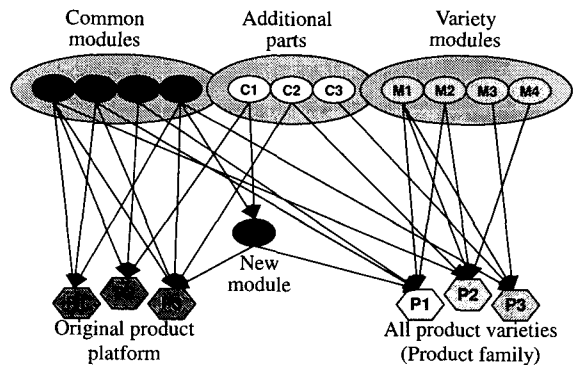 Common
modules
Additional
parts
Variety
modules
C1 C2 C3
M1 M2 M3 M4
New
module
P1
P2
P3
Original product
platform
All product varieties
(Product family)